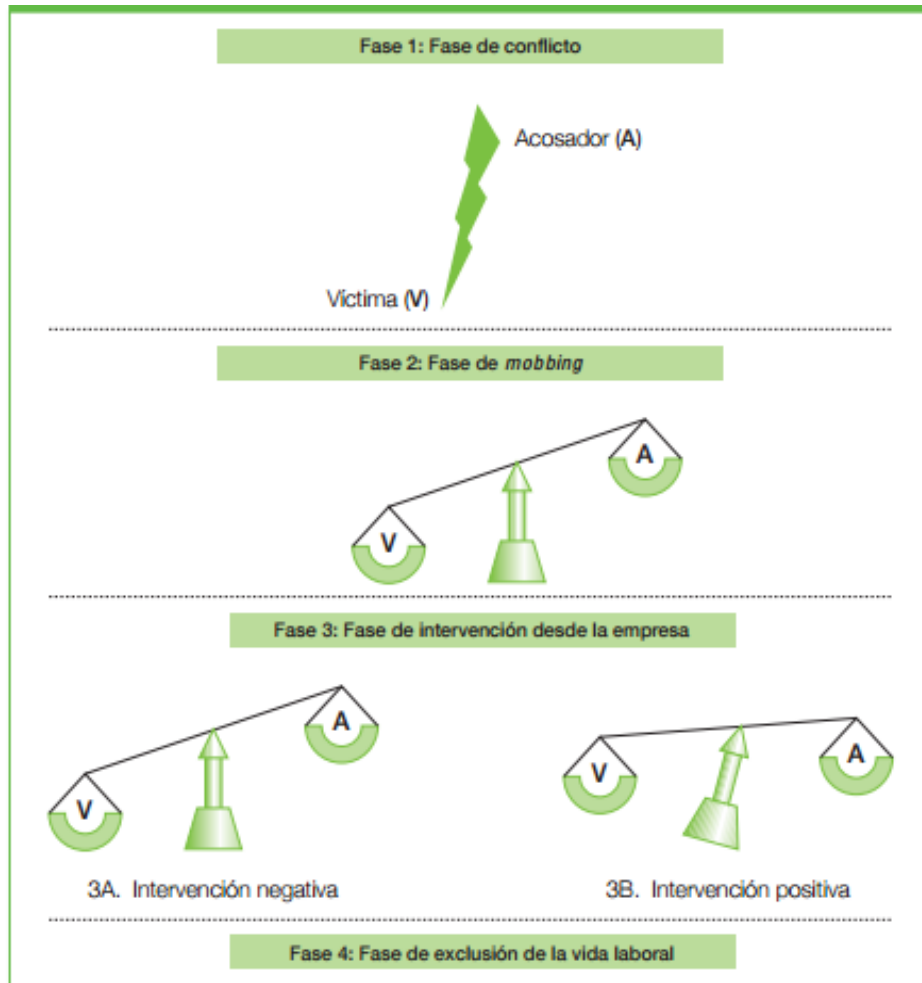 Fase 1: Fase de conflicto
Acosador (A)
Víctima (V)
Fase 2: Fase de mobbing
A
V
Fase 3: Fase de intervención desde la empresa
A
V
V
A
3A. Intervención negativa
3B. Intervención positiva
Fase 4: Fase de exclusión de la vida laboral